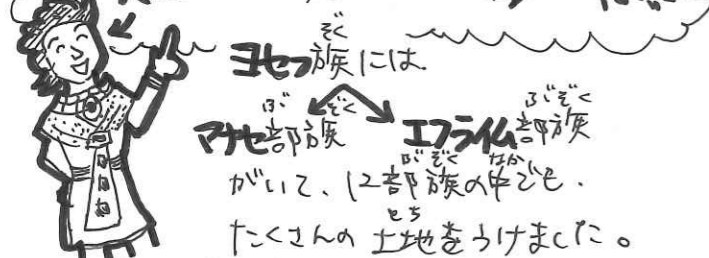 ヨセフ族には
マナセ部族 エフライム部族
がいて、12部族の中でも、
たくさんの土地をうけました。